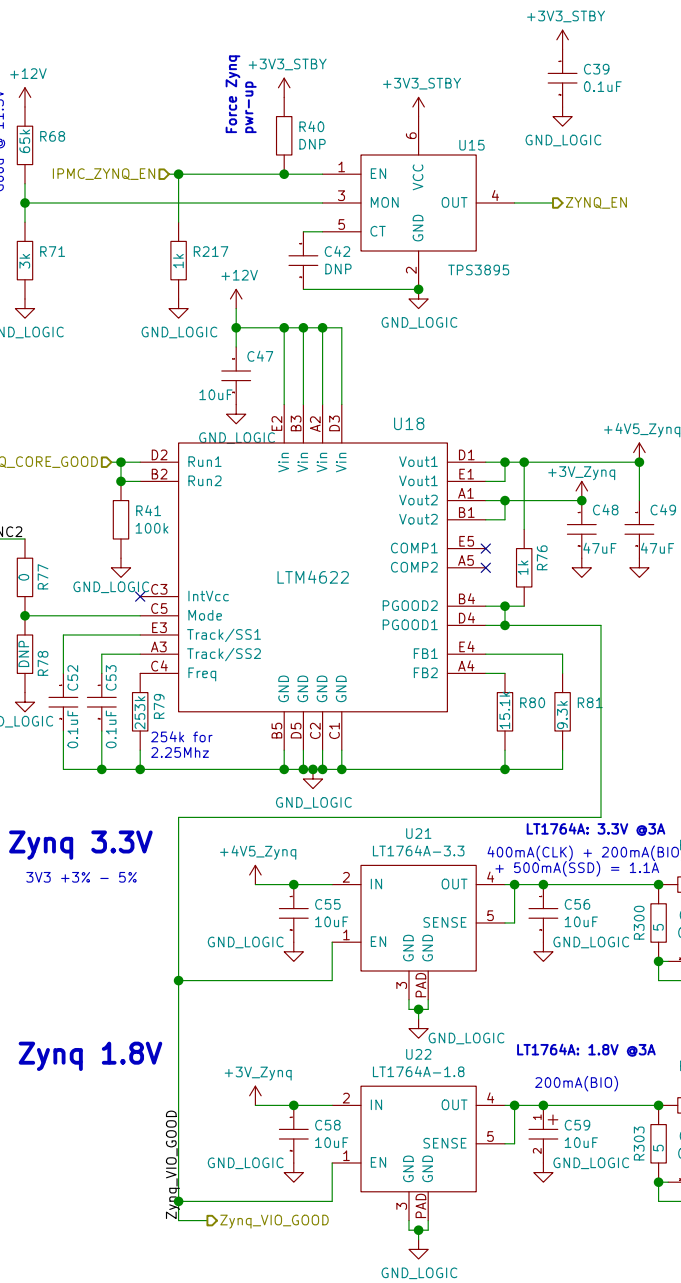 +3V3_STBY
C39
0.1uF
GND_LOGIC
+12V
R68
65k
Force Zynq
pwr-up
+3V3_STBY
R40
DNP
+3V3_STBY
U15
6
VCC
IPMC_ZYNQ_EN
1
EN
3
MON
5
CT
GND
2
OUT
4
ZYNQ_EN
TPS3895
R71
3k
R217
1k
C42
DNP
GND_LOGIC
GND_LOGIC
+12V
C47
10uF
GND_LOGIC
U18
E2
B3
A2
D3
Vin
Vin
Vin
Vin
Q_CORE_GOOD
D2
Run1
B2
Run2
R41
100k
GND_LOGIC
NC2
0
R77
DNP
R78
C3
IntVcc
C5
Mode
E3
Track/SS1
A3
Track/SS2
C4
Freq
LTM4622
Vout1
D1
Vout1
E1
Vout2
A1
Vout2
B1
COMP1
E5
COMP2
A5
PGOOD2
B4
PGOOD1
D4
FB1
E4
FB2
A4
GND
GND
GND
GND
B5
D5
C2
C1
+4V5_Zynq
+3V_Zynq
C48
47uF
C49
47uF
1k
R76
C52
0.1uF
C53
0.1uF
253k
R79
254k for
2.25Mhz
15.1k
R80
9.3k
R81
GND_LOGIC
Zynq 3.3V
3V3 +3% - 5%
+4V5_Zynq
U21
LT1764A-3.3
LT1764A: 3.3V @3A
400mA(CLK) + 200mA(BIO
+ 500mA(SSD) = 1.1A
2
IN
OUT
4
SENSE
5
1
EN
GND
GND
3
PAD
C55
10uF
GND_LOGIC
C56
10uF
GND_LOGIC
R300
5
GND_LOGIC
Zynq 1.8V
+3V_Zynq
U22
LT1764A-1.8
LT1764A: 1.8V @3A
200mA(BIO)
2
IN
OUT
4
SENSE
5
1
EN
GND
GND
3
PAD
C58
10uF
GND_LOGIC
1
+
C59
10uF
2
GND_LOGIC
R303
5
Zynq_VIO_GOOD
Zynq_VIO_GOOD
GND_LOGIC